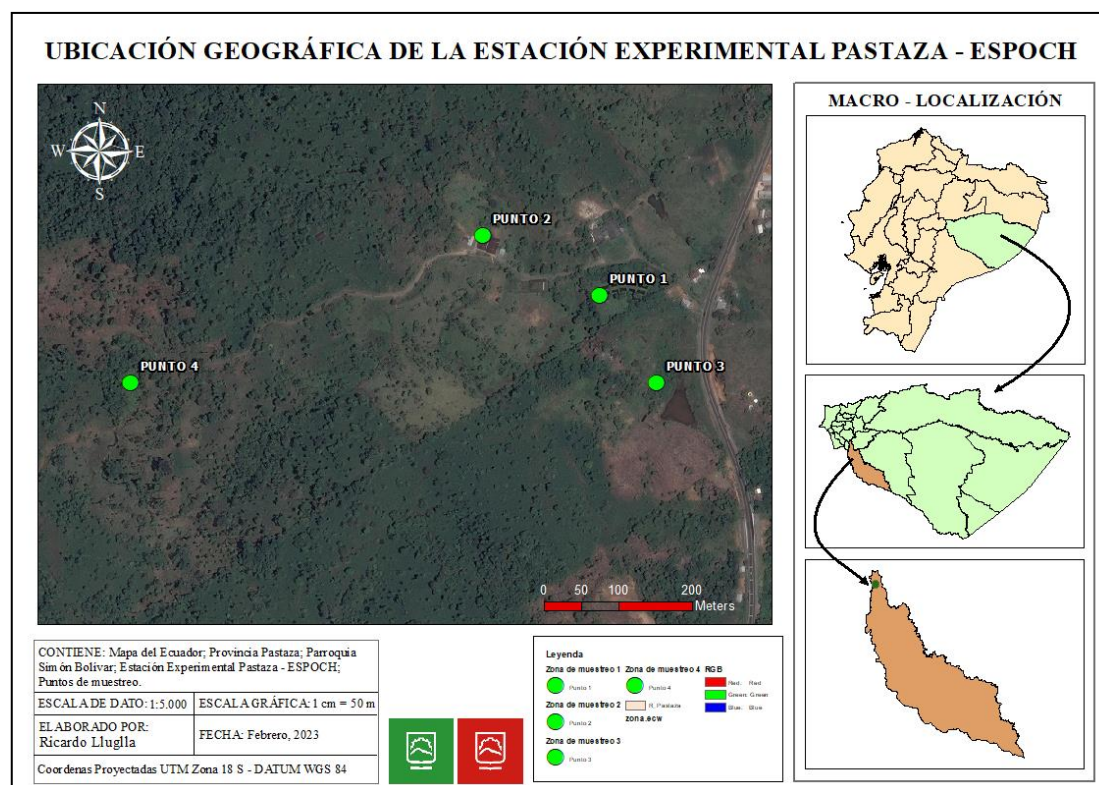 UBICACIÓN GEOGRÁFICA DE LA ESTACIÓN EXPERIMENTAL PASTAZA - ESPOCH
N
W E
S
PUNTO 2
PUNTO 1
PUNTO 4
PUNTO 3
0 50 100 200
Meters
MACRO - LOCALIZACIÓN
CONTIENE: Mapa del Ecuador; Provincia Pastaza; Parroquia
Simón Bolívar; Estación Experimental Pastaza - ESPOCH;
Puntos de muestreo.
ESCALA DE DATO: 1:5.000
ESCALA GRÁFICA: 1 cm = 50 m
ELABORADO POR:
Ricardo Lluglla
FECHA: Febrero, 2023
Coordenas Proyectadas UTM Zona 18 S - DATUM WGS 84
Leyenda
Zona de muestreo 1
Punto 1
Zona de muestreo 2
Punto 2
Zona de muestreo 3
Punto 3
Zona de muestreo 4
Punto 4
R_Pastaza
zona.ecw
RGB
Red: Red
Green: Green
Blue: Blue